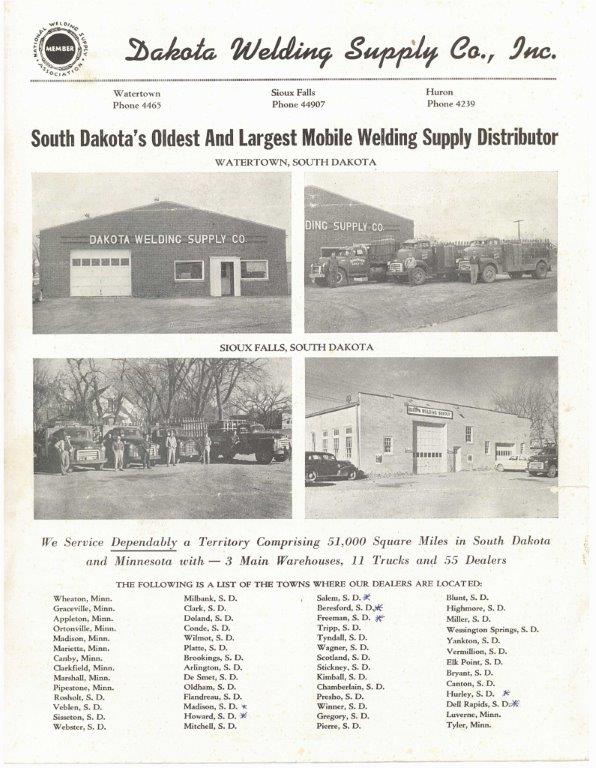 NATIONAL WELDING SUPPLY ASSOCIATION
MEMBER
Dakota Welding Supply Co., Inc.
Watertown
Phone 4465
Sioux Falls
Phone 44907
Huron
Phone 4239
South Dakota's Oldest And Largest Mobile Welding Supply Distributor
WATERTOWN, SOUTH DAKOTA
DAKOTA WELDING SUPPLY CO.
DING SUPPLY CO.
SIOUX FALLS, SOUTH DAKOTA
WELDING SUPPLY
We Service Dependably a Territory Comprising 51,000 Square Miles in South Dakota
and Minnesota with — 3 Main Warehouses, 11 Trucks and 55 Dealers
THE FOLLOWING IS A LIST OF THE TOWNS WHERE OUR DEALERS ARE LOCATED:
Wheaton, Minn.
Graceville, Minn.
Appleton, Minn.
Ortonville, Minn.
Madison, Minn.
Marietta, Minn.
Canby, Minn.
Clarkfield, Minn.
Marshall, Minn.
Pipestone, Minn.
Rosholt, S. D.
Veblen, S. D.
Sisseton, S. D.
Webster, S. D.
Milbank, S. D.
Clark, S. D.
Doland, S. D.
Conde, S. D.
Wilmot, S. D.
Platte, S. D.
Brookings, S. D.
Arlington, S. D.
De Smet, S. D.
Oldham, S. D.
Flandreau, S. D.
Madison, S. D. *
Howard, S. D. *
Mitchell, S. D.
Salem, S. D. *
Beresford, S. D. *
Freeman, S. D. *
Tripp, S. D.
Tyndall, S. D.
Wagner, S. D.
Scotland, S. D.
Stickney, S. D.
Kimball, S. D.
Chamberlain, S. D.
Presho, S. D.
Winner, S. D.
Gregory, S. D.
Pierre, S. D.
Blunt, S. D.
Highmore, S. D.
Miller, S. D.
Wessington Springs, S. D.
Yankton, S. D.
Vermillion, S. D.
Elk Point, S. D.
Bryant, S. D.
Canton, S. D.
Hurley, S. D. *
Dell Rapids, S. D. *
Luverne, Minn.
Tyler, Minn.